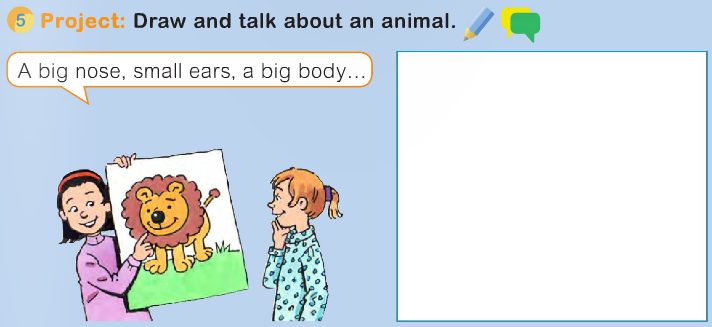 5 Project: Draw and talk about an animal.
A big nose, small ears, a big body...